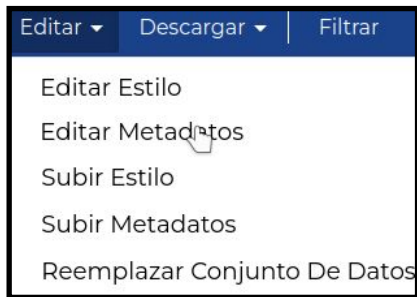 Editar Descargar Filtrar
Editar Estilo
Editar Metadatos
Subir Estilo
Subir Metadatos
Reemplazar Conjunto De Datos